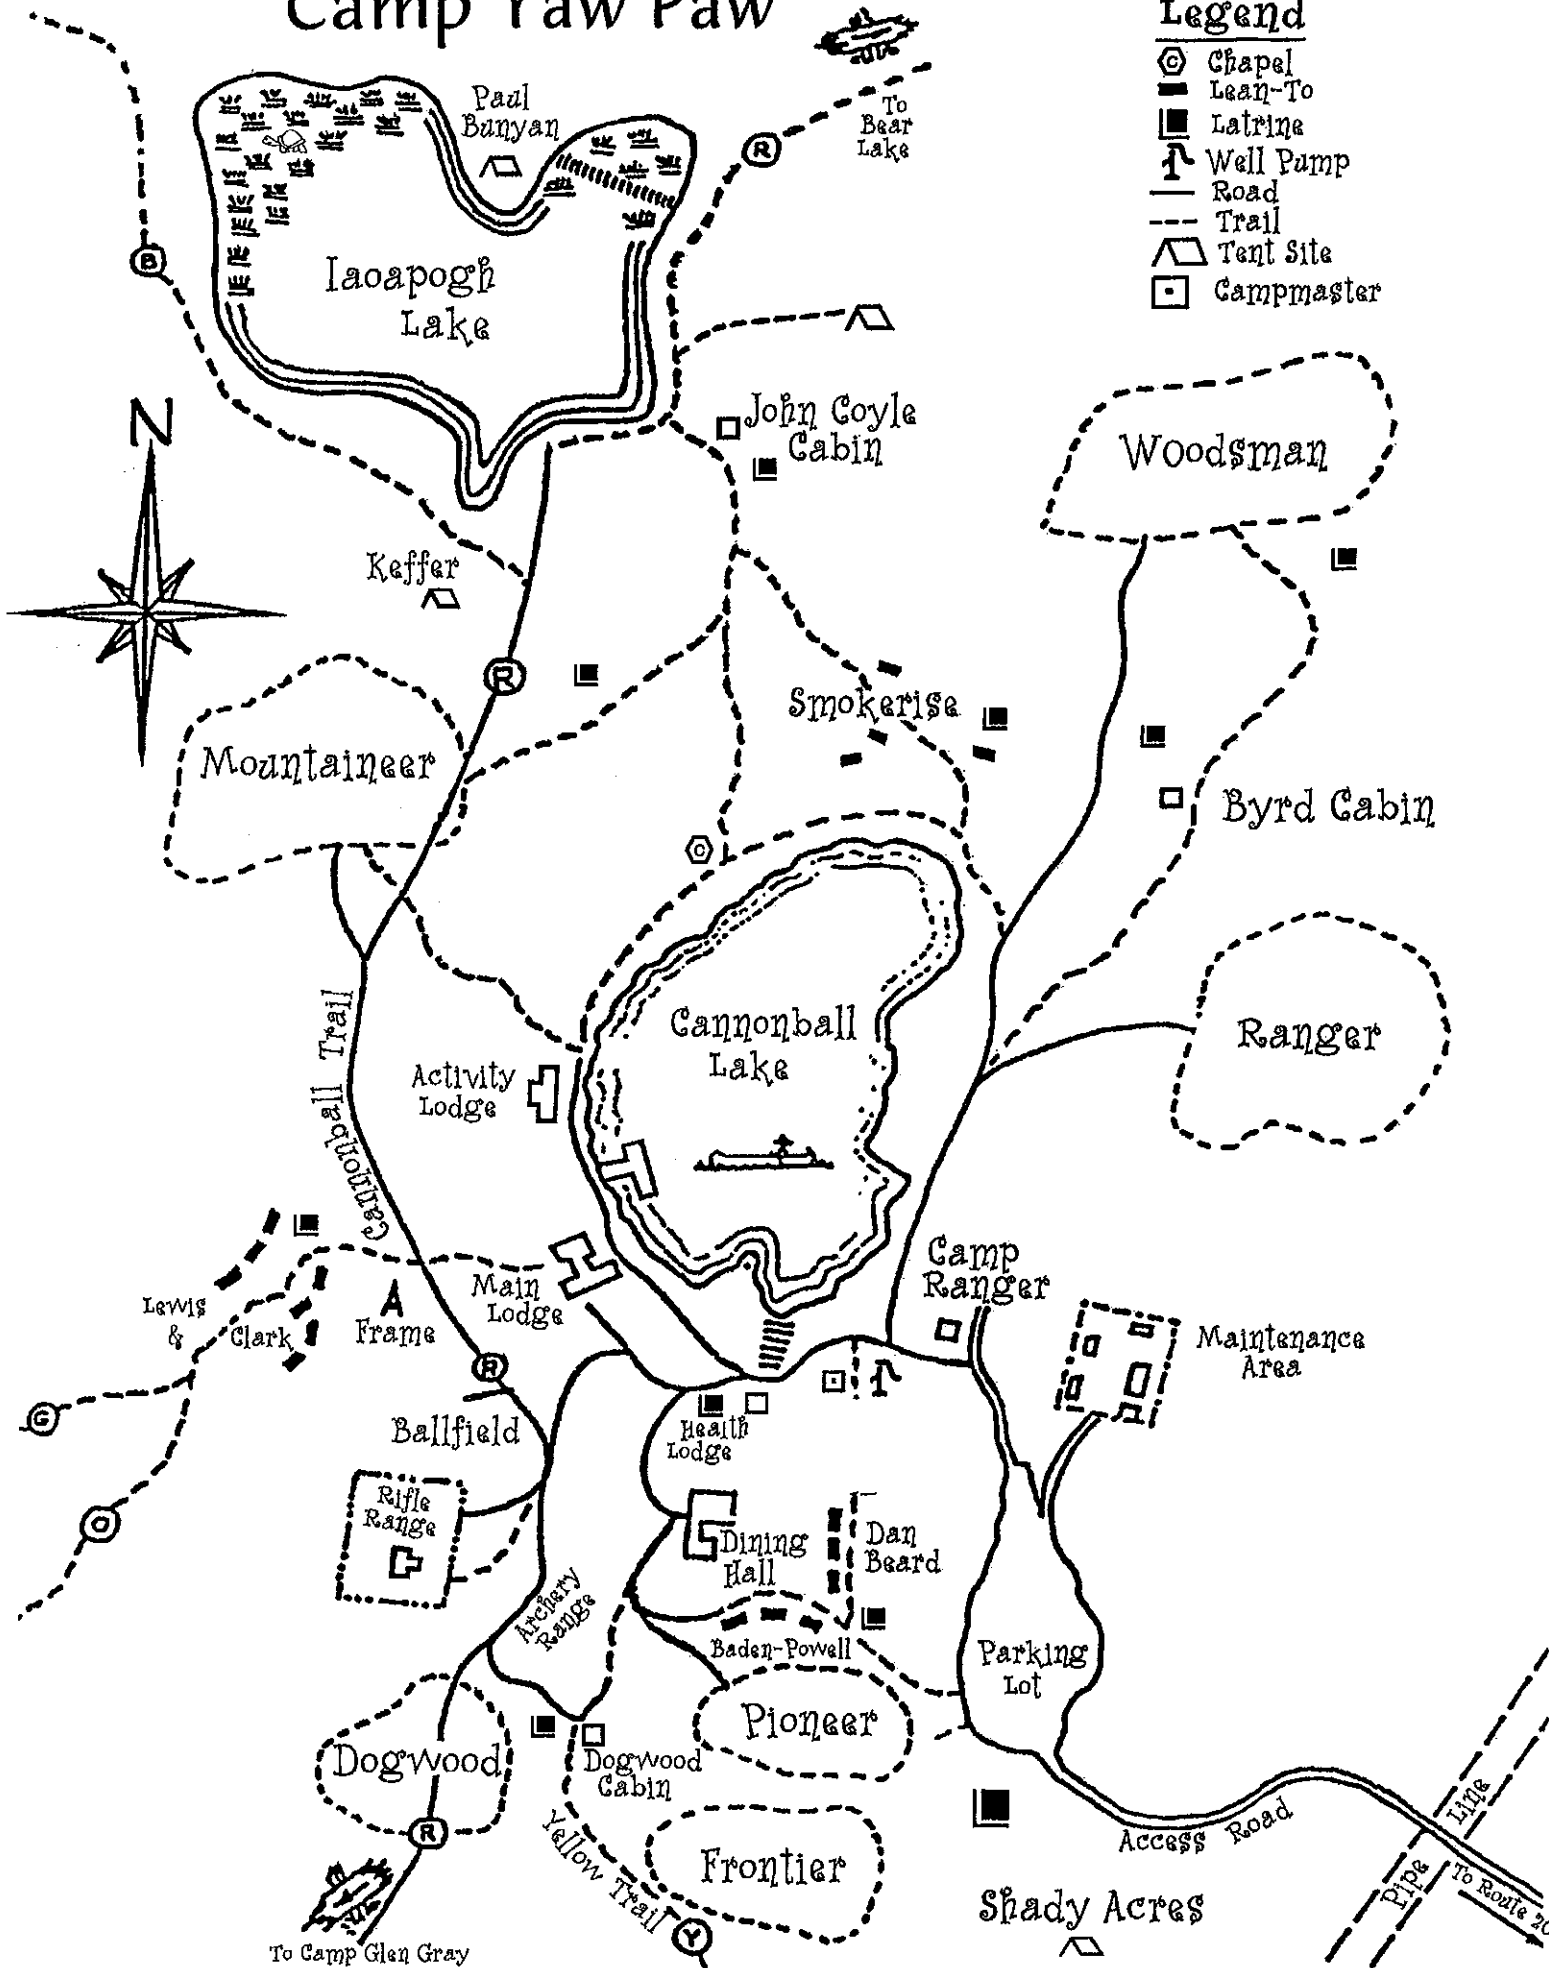 Camp Yaw Paw
Legend
C Chapel
Lean-To
Latrine
Well Pump
Road
Trail
Tent Site
Campmaster
Paul
Bunyan
To
Bear
Lake
R
B
Iaoapogh
Lake
N
John Coyle
Cabin
Woodsman
Keffer
R
Smokerise
Mountaineer
Byrd Cabin
C
Cannonball
Lake
Ranger
Cannonball Trail
Activity
Lodge
Camp
Ranger
Main
Lodge
Lewis
&
Clark
A
Frame
Maintenance
Area
R
G
Ballfield
Health
Lodge
Rifle
Range
O
Dining
Hall
Dan
Beard
Archery
Range
Baden-Powell
Parking
Lot
Pioneer
Dogwood
Dogwood
Cabin
R
Yellow Trail
Frontier
Access Road
Pipe Line
To Route 20
Shady Acres
Y
To Camp Glen Gray